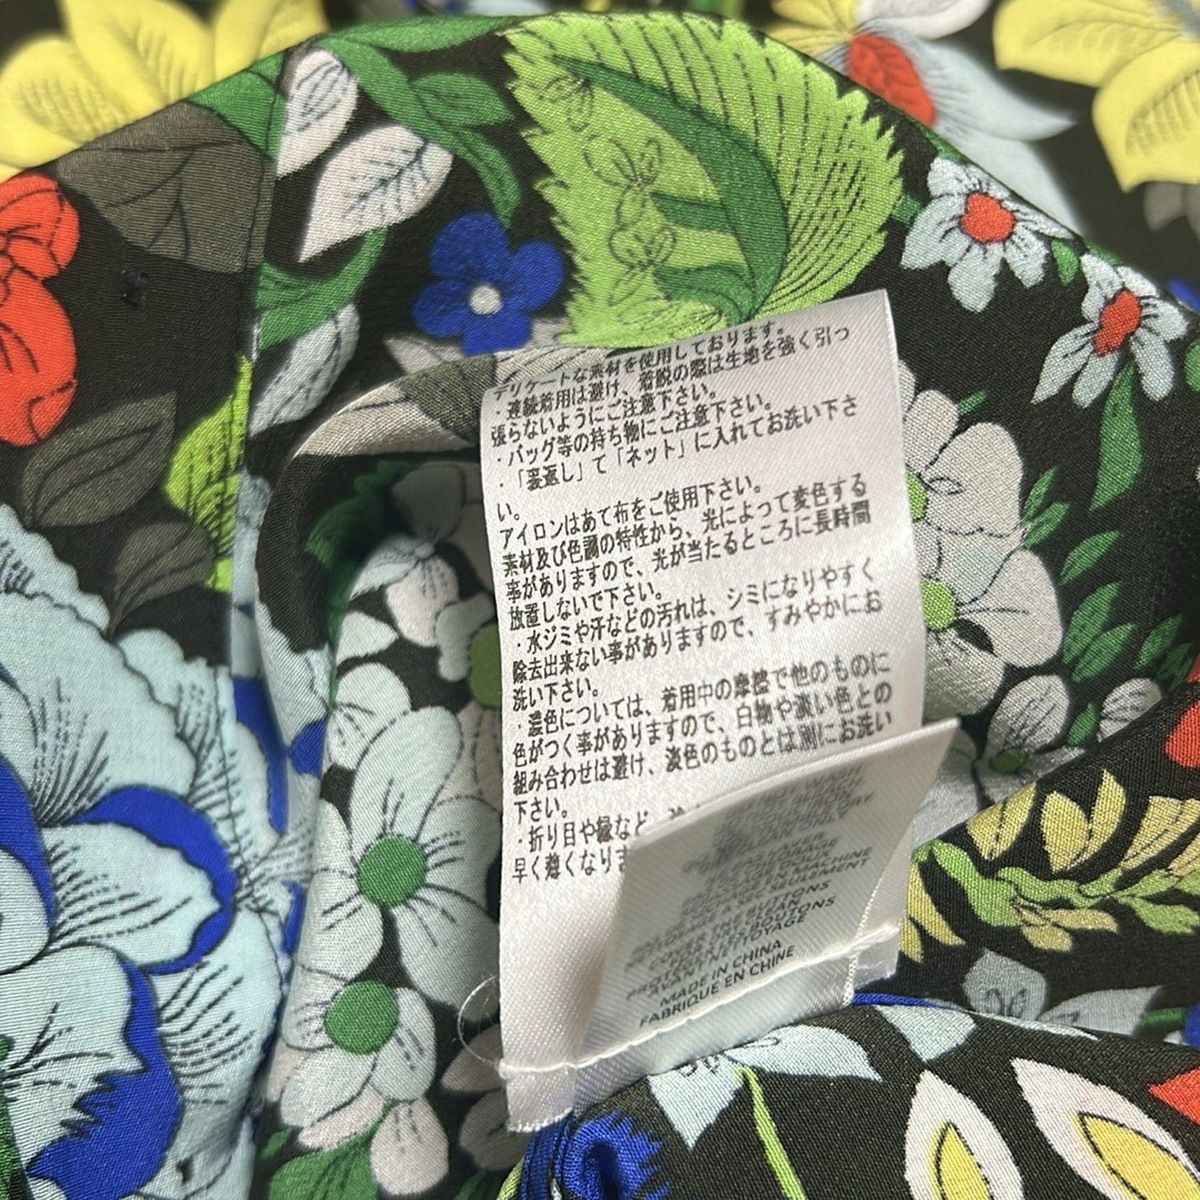 デリケートな素材を使用しております。
・連続着用は避け、着脱の際は生地を強く引っ
張らないようにご注意下さい。
・バッグ等の持ち物にご注意下さい。
・「裏返し」て「ネット」に入れてお洗い下さ
い。
アイロンはあて布をご使用下さい。
素材及び色調の特性から、光によって変色する
事がありますので、光が当たるところに長時間
放置しないで下さい。
・水ジミや汗などの汚れは、シミになりやすく
除去出来ない事がありますので、すみやかにお
洗い下さい。
・濃色については、着用中の摩擦で他のものに
色がつく事がありますので、白物や淡い色との
組み合わせは避け、淡色のものとは別にお洗い
下さい。
・折り目や縁など、
早く薄くなりま
MACHINE
SEULEMENT
BUTTONS
BOUTONS
AVANT NETTOYAGE
MADE IN CHINA
FABRIQUE EN CHINE